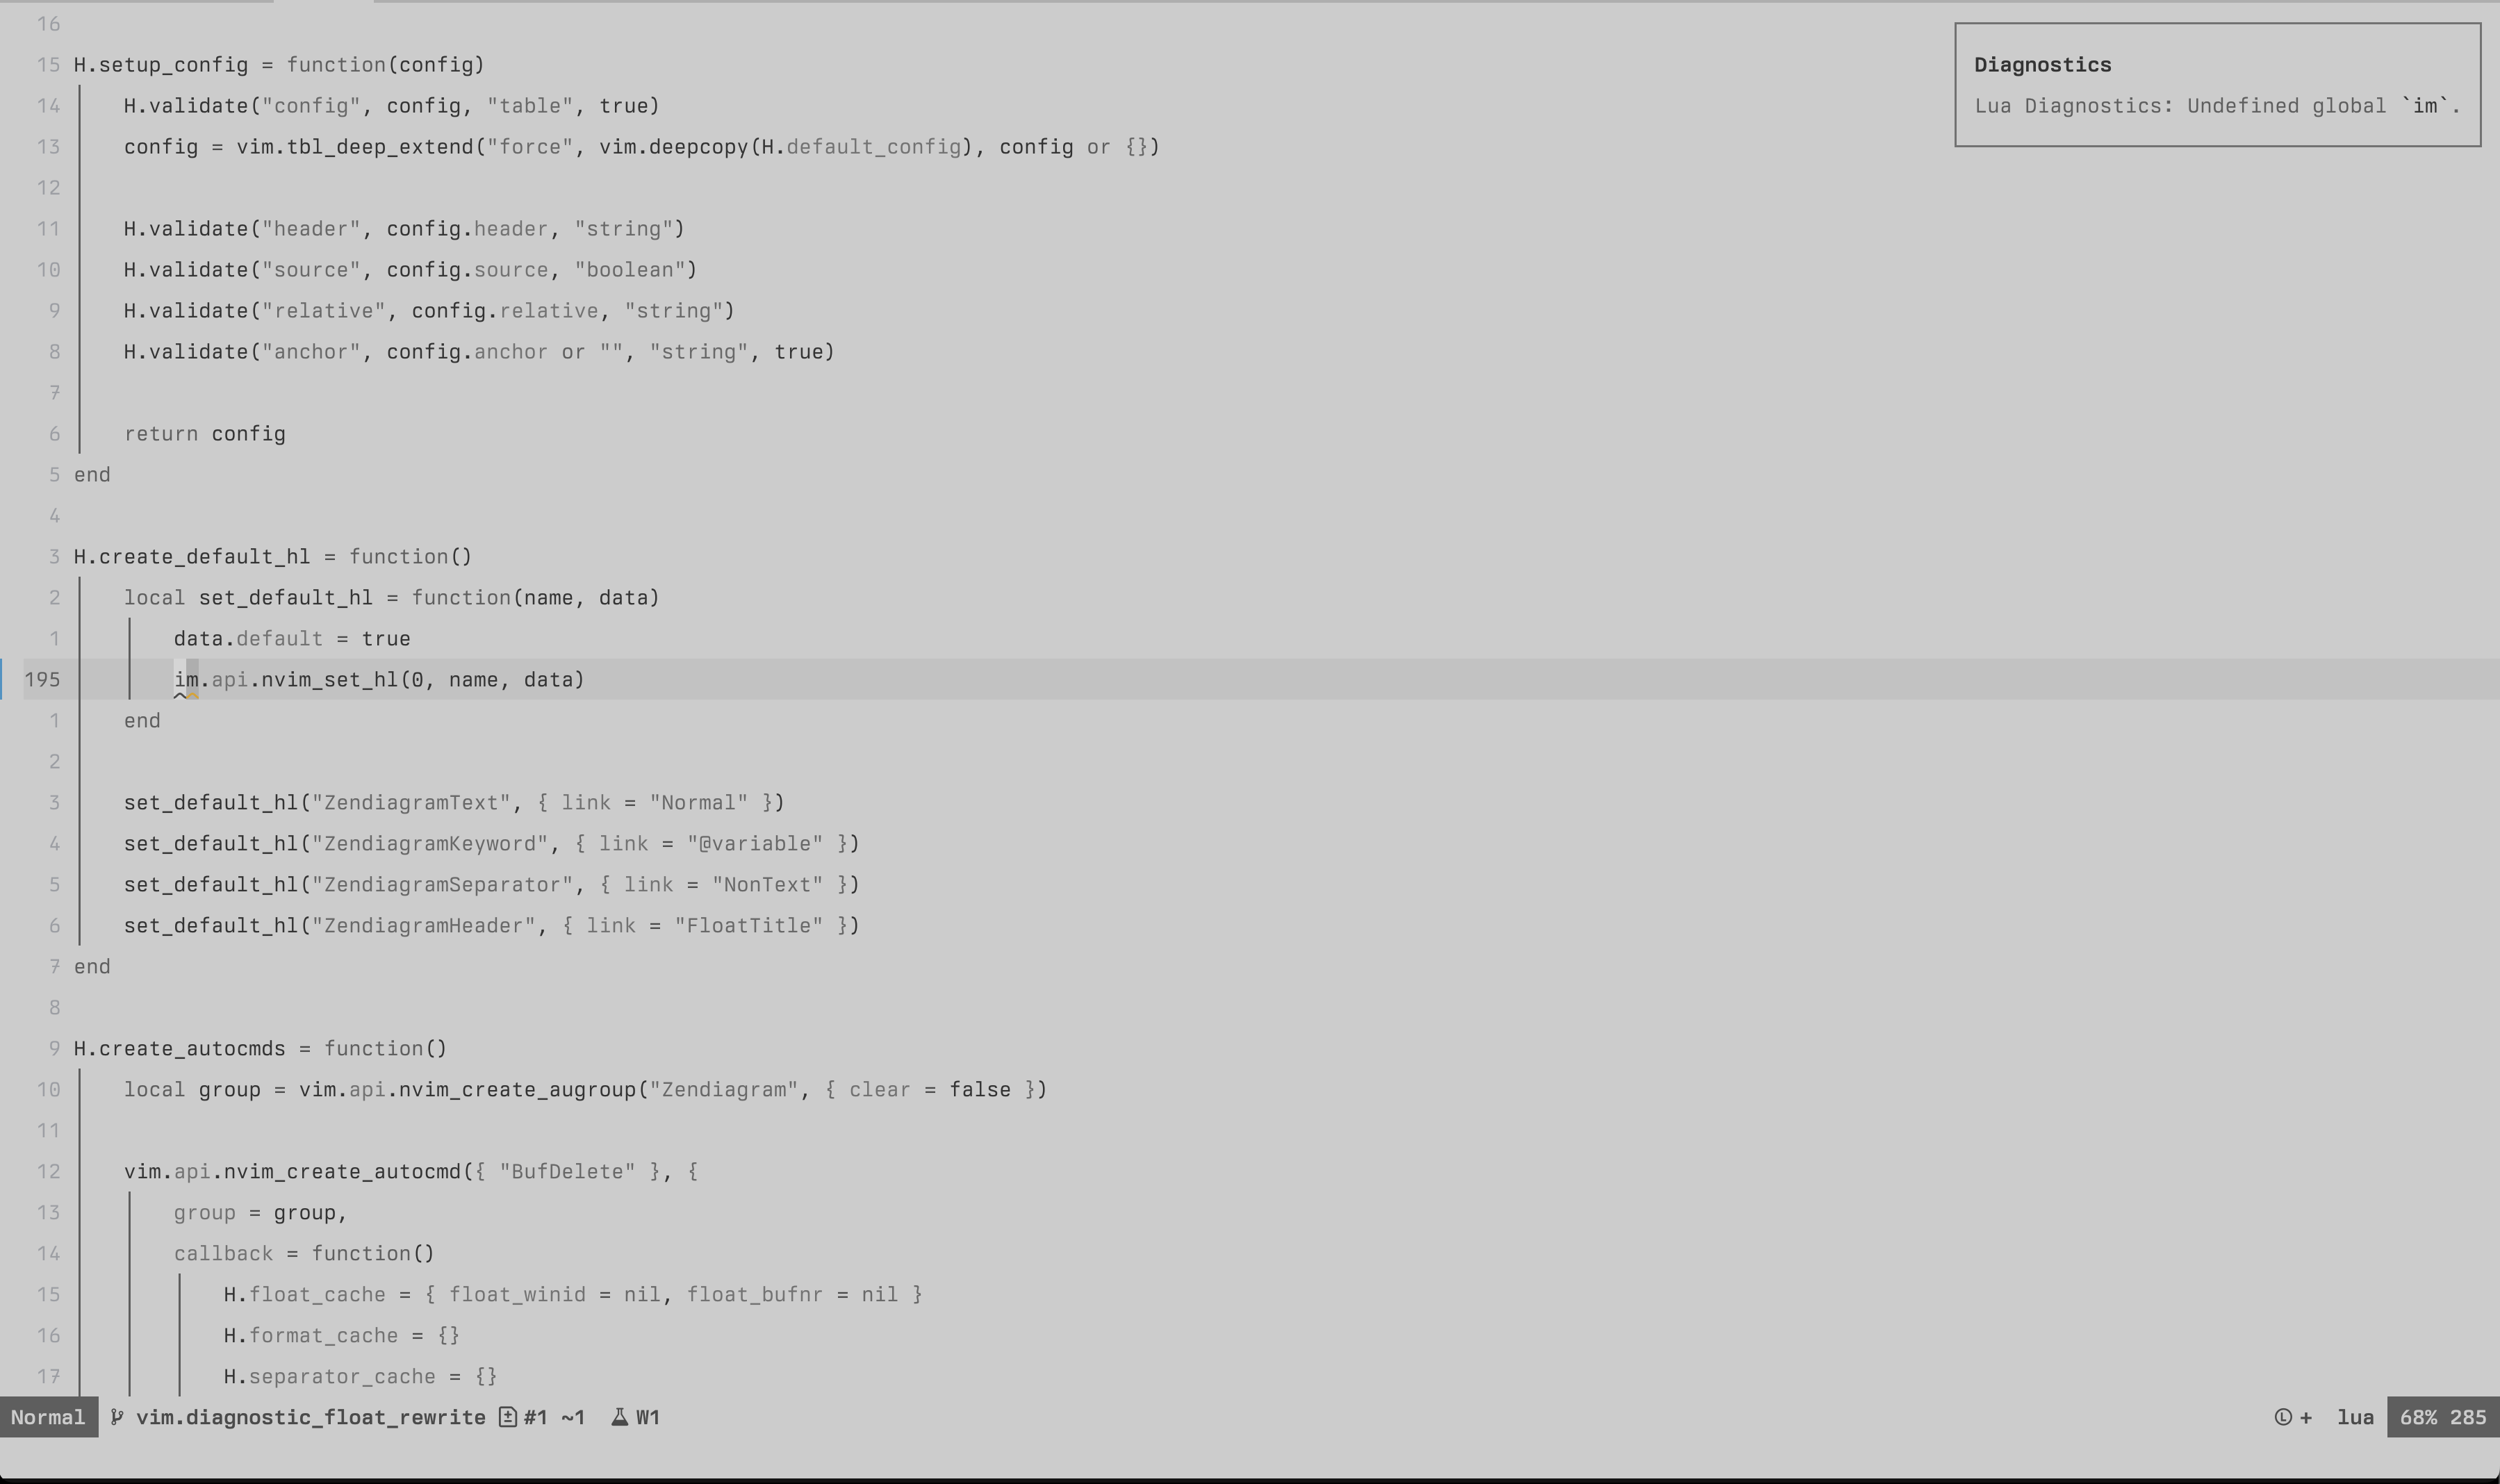 16
15 H.setup_config = function(config)
14     H.validate("config", config, "table", true)
13     config = vim.tbl_deep_extend("force", vim.deepcopy(H.default_config), config or {})
12
11     H.validate("header", config.header, "string")
10     H.validate("source", config.source, "boolean")
9     H.validate("relative", config.relative, "string")
8     H.validate("anchor", config.anchor or "", "string", true)
7
6     return config
5 end
4
3 H.create_default_hl = function()
2     local set_default_hl = function(name, data)
1         data.default = true
195         im.api.nvim_set_hl(0, name, data)
1     end
2
3     set_default_hl("ZendiagramText", { link = "Normal" })
4     set_default_hl("ZendiagramKeyword", { link = "@variable" })
5     set_default_hl("ZendiagramSeparator", { link = "NonText" })
6     set_default_hl("ZendiagramHeader", { link = "FloatTitle" })
7 end
8
9 H.create_autocmds = function()
10     local group = vim.api.nvim_create_augroup("Zendiagram", { clear = false })
11
12     vim.api.nvim_create_autocmd({ "BufDelete" }, {
13         group = group,
14         callback = function()
15             H.float_cache = { float_winid = nil, float_bufnr = nil }
16             H.format_cache = {}
17             H.separator_cache = {}
Diagnostics
Lua Diagnostics: Undefined global `im`.
Normal vim.diagnostic_float_rewrite #1 ~1 W1 L + lua 68% 285